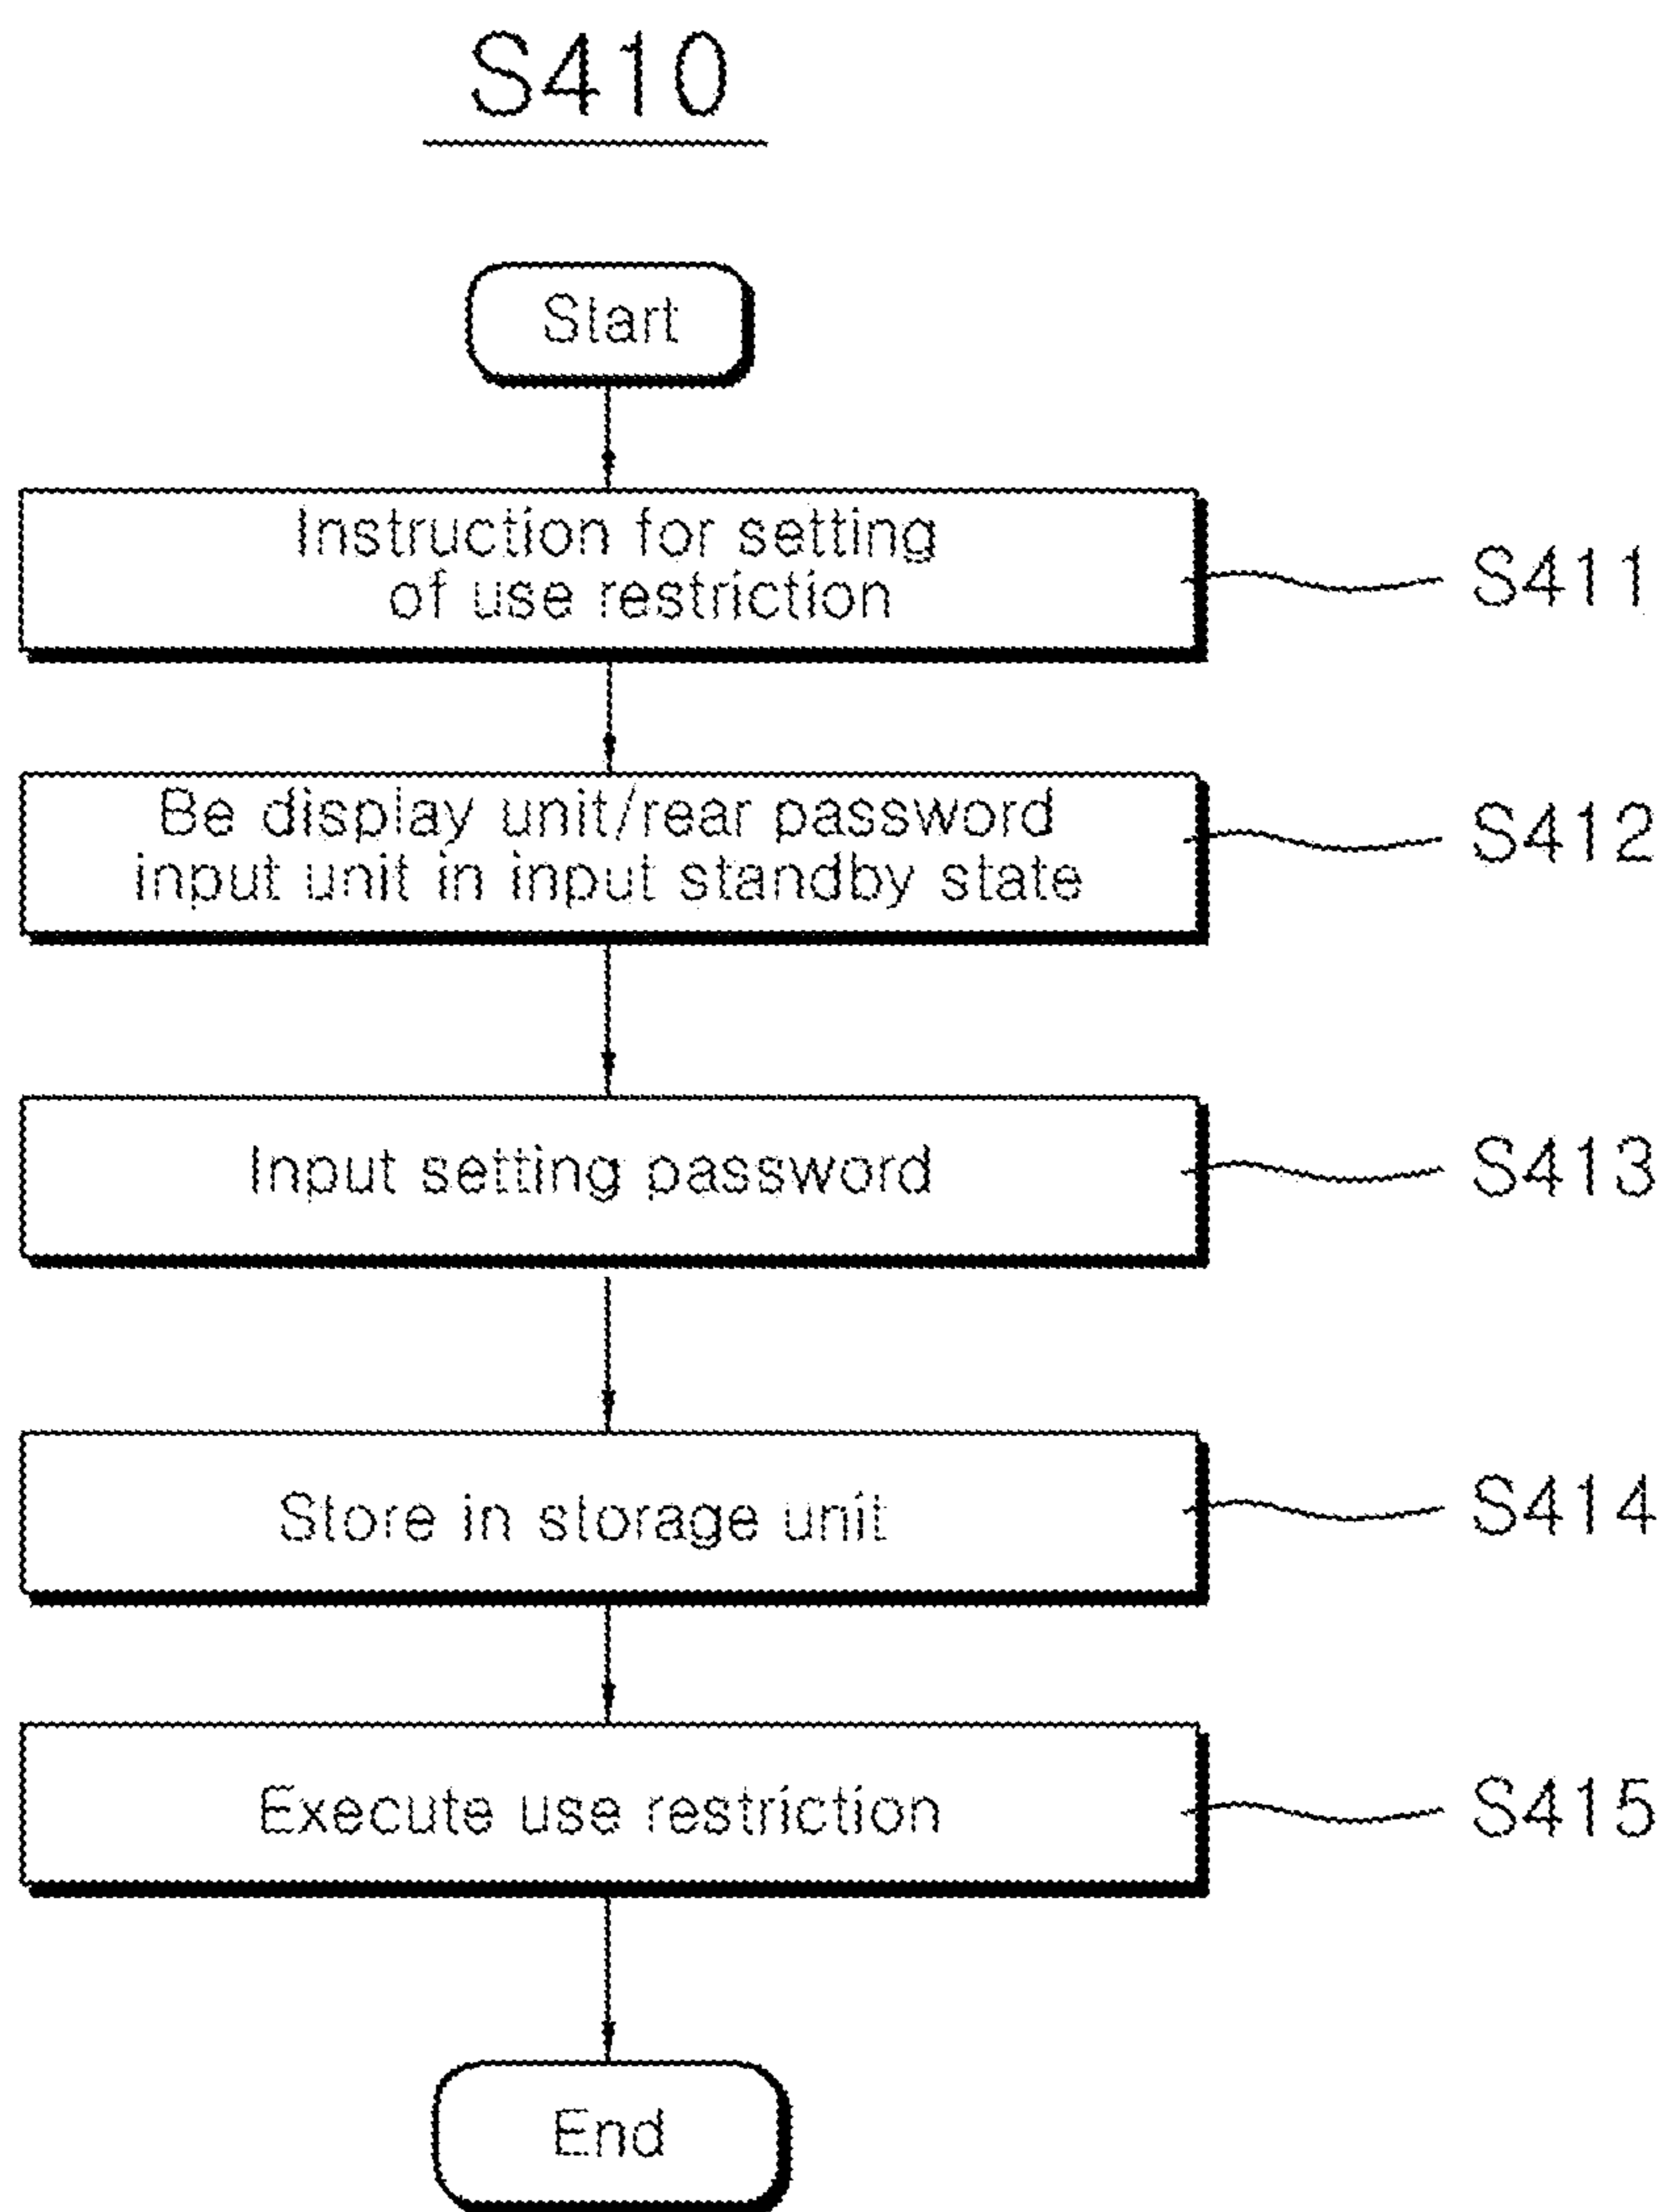 S410
Start
Instruction for setting
of use restriction
S411
Be display unit/rear password
input unit in input standby state
S412
Input setting password
S413
Store in storage unit
S414
Execute use restriction
S415
End